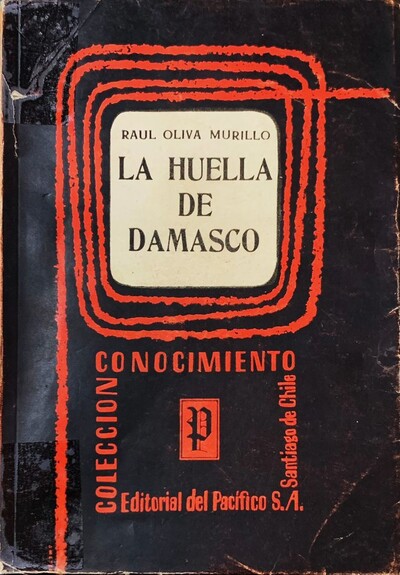 RAUL OLIVA MURILLO
LA HUELLA
DE
DAMASCO
COLECCION
CONOCIMIENTO
P
Santiago de Chile
Editorial del Pacífico S.A.